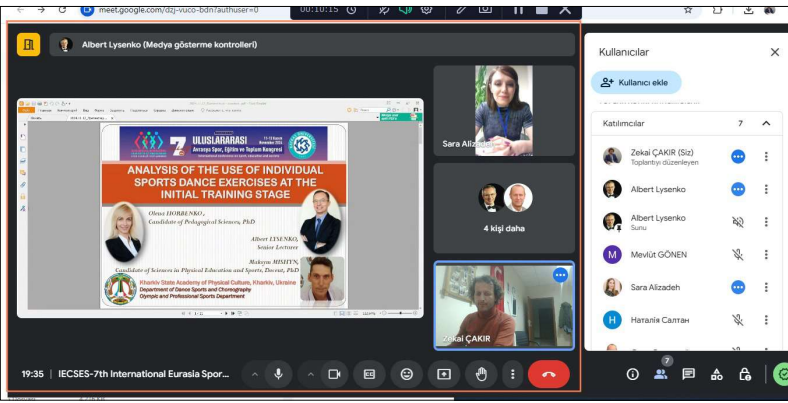 meet.google.com/dzj-vuco-bdn?authuser=0
00:10:15
Albert Lysenko (Medya gösterme kontrolleri)
7.
ULUSLARARASI
Avrasya Spor, Eğitim ve Toplum Kongresi
ANALYSIS OF THE USE OF INDIVIDUAL
SPORTS DANCE EXERCISES AT THE
INITIAL TRAINING STAGE
Olena HORBENKO,
Candidate of Pedagogical Sciences, PhD
Albert LYSENKO,
Senior Lecturer
Maksym MISHYN,
Candidate of Sciences in Physical Education and Sports, Docent, PhD
Kharkiv State Academy of Physical Culture, Kharkiv, Ukraine
Department of Dance Sports and Choreography
Olympic and Professional Sports Department
Sara Alizadeh
4 kişi daha
Zekai ÇAKIR
19:35 | IECSES-7th International Eurasia Spor...
Kullanıcılar
Kullanıcı ekle
Katılımcılar 7
Zekai ÇAKIR (Siz)
Toplantıyı düzenleyen
Albert Lysenko
Albert Lysenko
Sunu
Mevlüt GÖNEN
M
Sara Alizadeh
Наталія Салтан
H
7